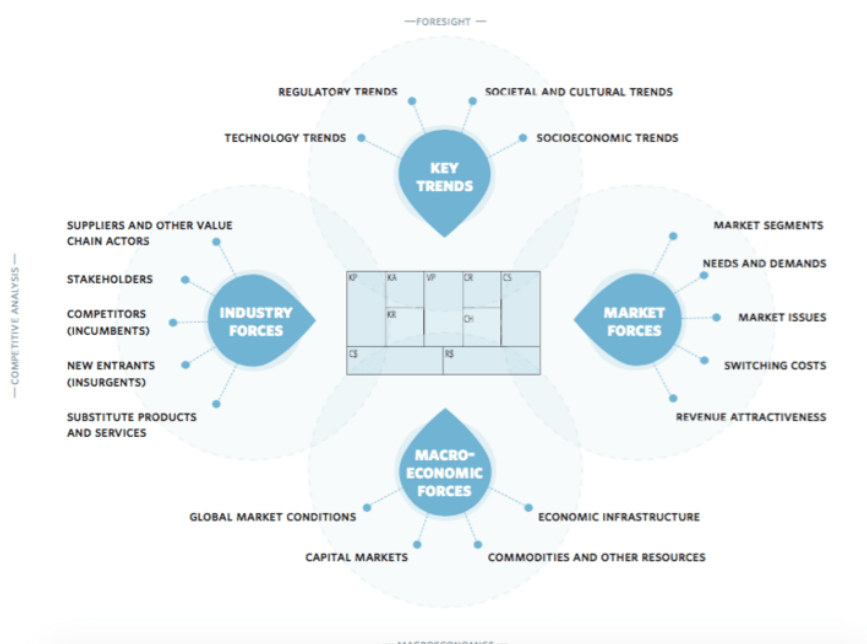 —FORESIGHT —
REGULATORY TRENDS
SOCIETAL AND CULTURAL TRENDS
TECHNOLOGY TRENDS
SOCIOECONOMIC TRENDS
KEY
TRENDS
SUPPLIERS AND OTHER VALUE
CHAIN ACTORS
STAKEHOLDERS
COMPETITORS
(INCUMBENTS)
NEW ENTRANTS
(INSURGENTS)
SUBSTITUTE PRODUCTS
AND SERVICES
— COMPETITIVE ANALYSIS —
INDUSTRY
FORCES
KP
KA
VP
CR
CS
KR
CH
C$
R$
MARKET
FORCES
MARKET SEGMENTS
NEEDS AND DEMANDS
MARKET ISSUES
SWITCHING COSTS
REVENUE ATTRACTIVENESS
MACRO-
ECONOMIC
FORCES
GLOBAL MARKET CONDITIONS
ECONOMIC INFRASTRUCTURE
CAPITAL MARKETS
COMMODITIES AND OTHER RESOURCES
— MACROECONOMICS —